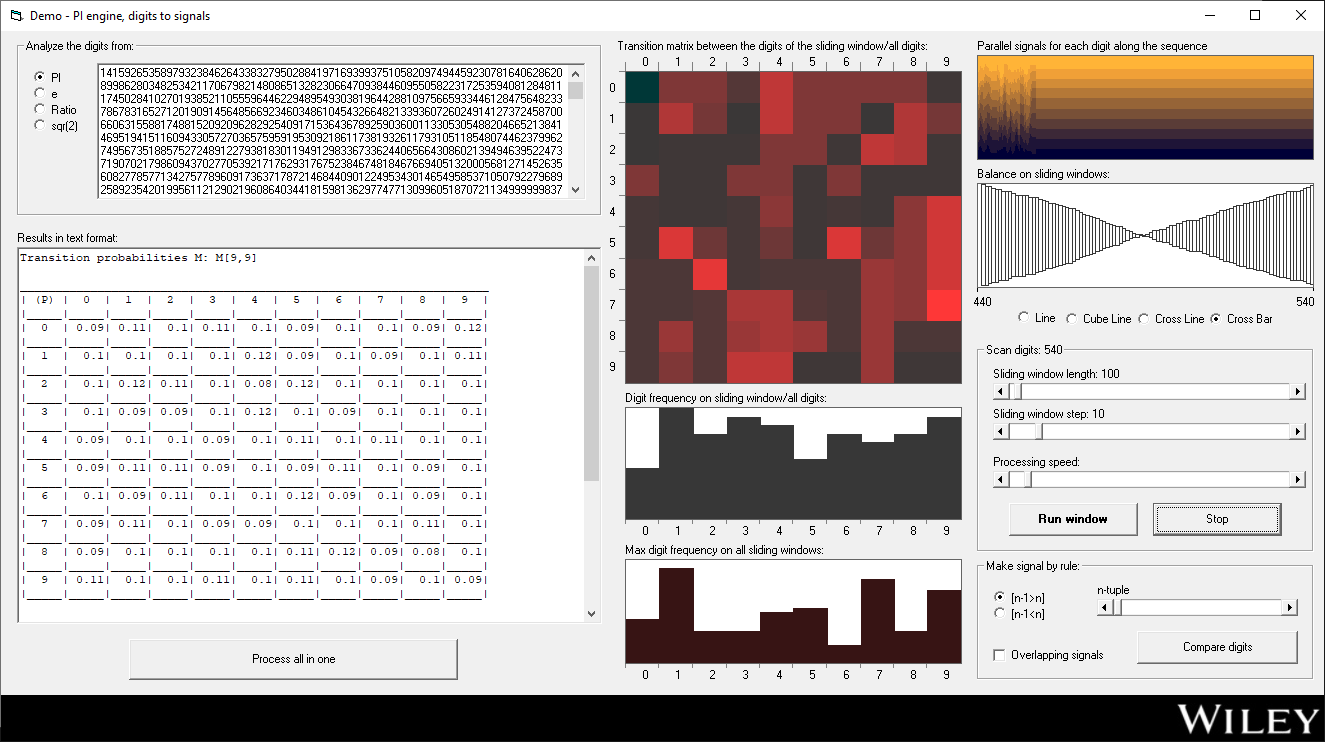 Demo - PI engine, digits to signals
Analyze the digits from:
PI
e
Ratio
sqr(2)
14159265358979323846264338327950288419716939937510582097494459230781640628620
89986280348253421170679821480865132823066470938446095505822317253594081284811
17450284102701938521105559644622948954930381964428810975665933446128475648233
78678316527120190914564856692346034861045432664821339360726024914127372458700
66063155881748815209209628292540917153643678925903600113305305488204665213841
46951941511609433057270365759591953092186117381932611793105118548074462379962
74956735188575272489122793818301194912983367336244065664308602139494639522473
71907021798609437027705392171762931767523846748184676694051320005681271452635
60827785771342757789609173637178721468440901224953430146549585371050792279689
25892354201995611212902196086403441815981362977477130996051870721134999999837
Results in text format:
Transition probabilities M: M[9,9]
| (P) | 0 | 1 | 2 | 3 | 4 | 5 | 6 | 7 | 8 | 9 |
| 0 | 0.09| 0.11| 0.1| 0.11| 0.1| 0.09| 0.1| 0.1| 0.09| 0.12|
| 1 | 0.1| 0.1| 0.1| 0.1| 0.12| 0.09| 0.1| 0.09| 0.1| 0.11|
| 2 | 0.1| 0.12| 0.11| 0.1| 0.08| 0.12| 0.1| 0.1| 0.1| 0.1|
| 3 | 0.1| 0.09| 0.09| 0.1| 0.12| 0.1| 0.09| 0.1| 0.1| 0.1|
| 4 | 0.09| 0.1| 0.1| 0.09| 0.1| 0.11| 0.1| 0.11| 0.1| 0.1|
| 5 | 0.09| 0.11| 0.11| 0.09| 0.1| 0.09| 0.11| 0.1| 0.09| 0.1|
| 6 | 0.1| 0.09| 0.11| 0.1| 0.1| 0.12| 0.09| 0.1| 0.1| 0.1|
| 7 | 0.09| 0.11| 0.1| 0.11| 0.09| 0.1| 0.1| 0.1| 0.11| 0.1|
| 8 | 0.09| 0.1| 0.1| 0.1| 0.1| 0.11| 0.12| 0.09| 0.08| 0.1|
| 9 | 0.11| 0.1| 0.1| 0.11| 0.1| 0.1| 0.1| 0.09| 0.1| 0.09|
Process all in one
Transition matrix between the digits of the sliding window/all digits:
0 1 2 3 4 5 6 7 8 9
0
1
2
3
4
5
6
7
8
9
Digit frequency on sliding window/all digits:
0 1 2 3 4 5 6 7 8 9
Max digit frequency on all sliding windows:
0 1 2 3 4 5 6 7 8 9
Parallel signals for each digit along the sequence
Balance on sliding windows:
440 540
Line Cube Line Cross Line Cross Bar
Scan digits: 540
Sliding window length: 100
Sliding window step: 10
Processing speed:
Run window Stop
Make signal by rule:
[n-1>n]
[n-1<n]
n-tuple
Overlapping signals
Compare digits
WILEY